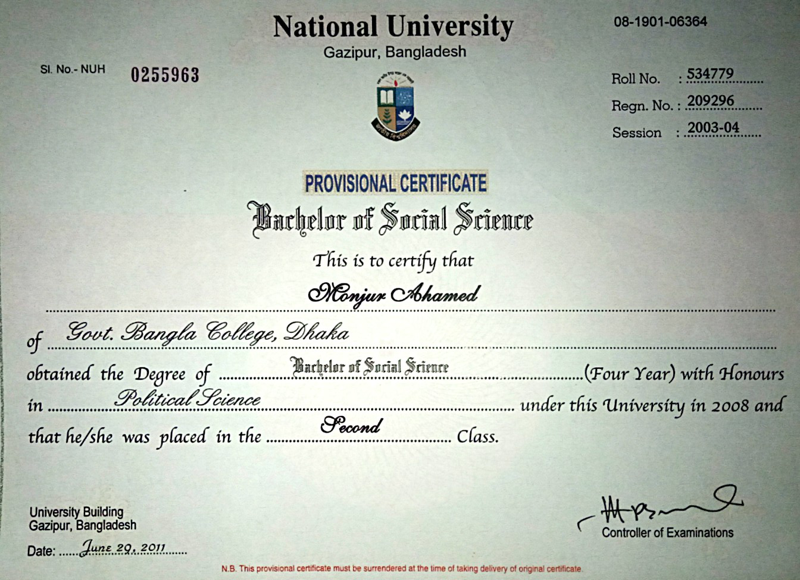 National University
Gazipur, Bangladesh
08-1901-06364
Sl. No.- NUH 0255963
Roll No. : 534779
Regn. No. : 209296
Session : 2003-04
PROVISIONAL CERTIFICATE
Bachelor of Social Science
This is to certify that
Monjur Ahamed
of Govt. Bangla College, Dhaka
obtained the Degree of Bachelor of Social Science (Four Year) with Honours
in Political Science under this University in 2008 and
that he/she was placed in the Second Class.
University Building
Gazipur, Bangladesh
Date: June 29, 2011
Controller of Examinations
N.B. This provisional certificate must be surrendered at the time of taking delivery of original certificate.